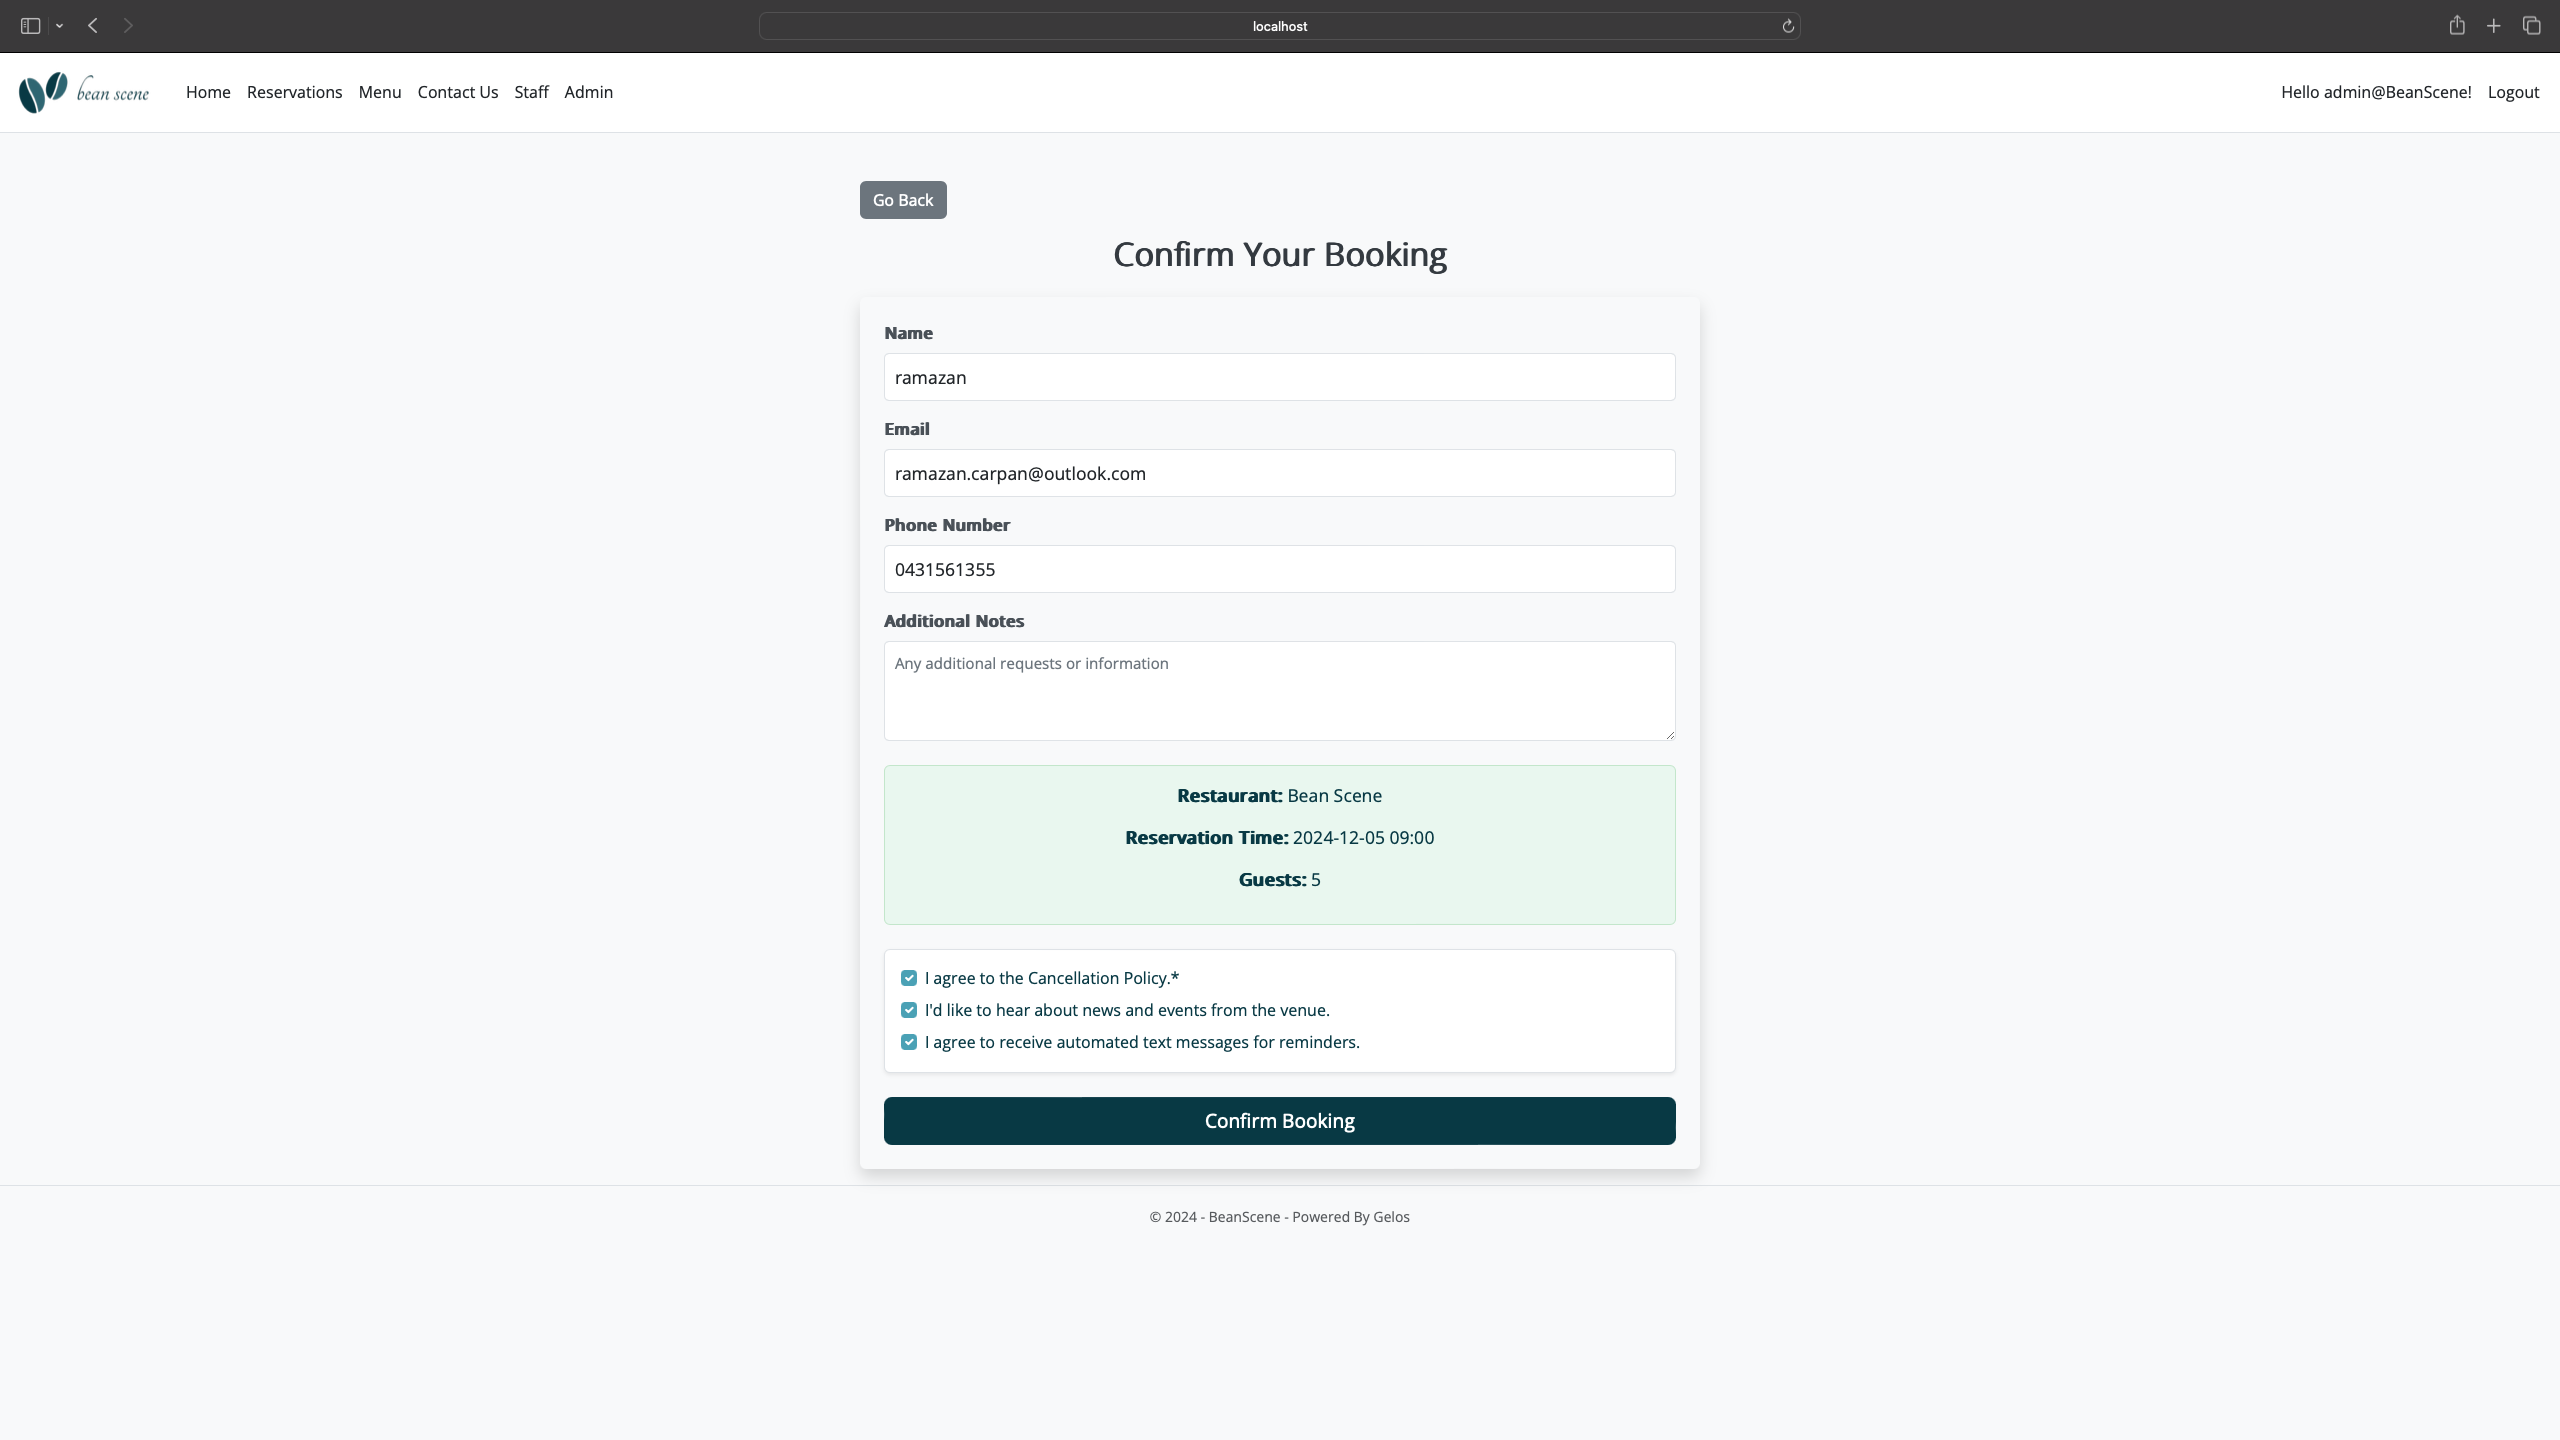 localhost
bean scene
Home Reservations Menu Contact Us Staff Admin
Hello admin@BeanScene! Logout
Go Back
Confirm Your Booking
Name
ramazan
Email
ramazan.carpan@outlook.com
Phone Number
0431561355
Additional Notes
Any additional requests or information
Restaurant: Bean Scene
Reservation Time: 2024-12-05 09:00
Guests: 5
I agree to the Cancellation Policy.*
I'd like to hear about news and events from the venue.
I agree to receive automated text messages for reminders.
Confirm Booking
© 2024 - BeanScene - Powered By Gelos